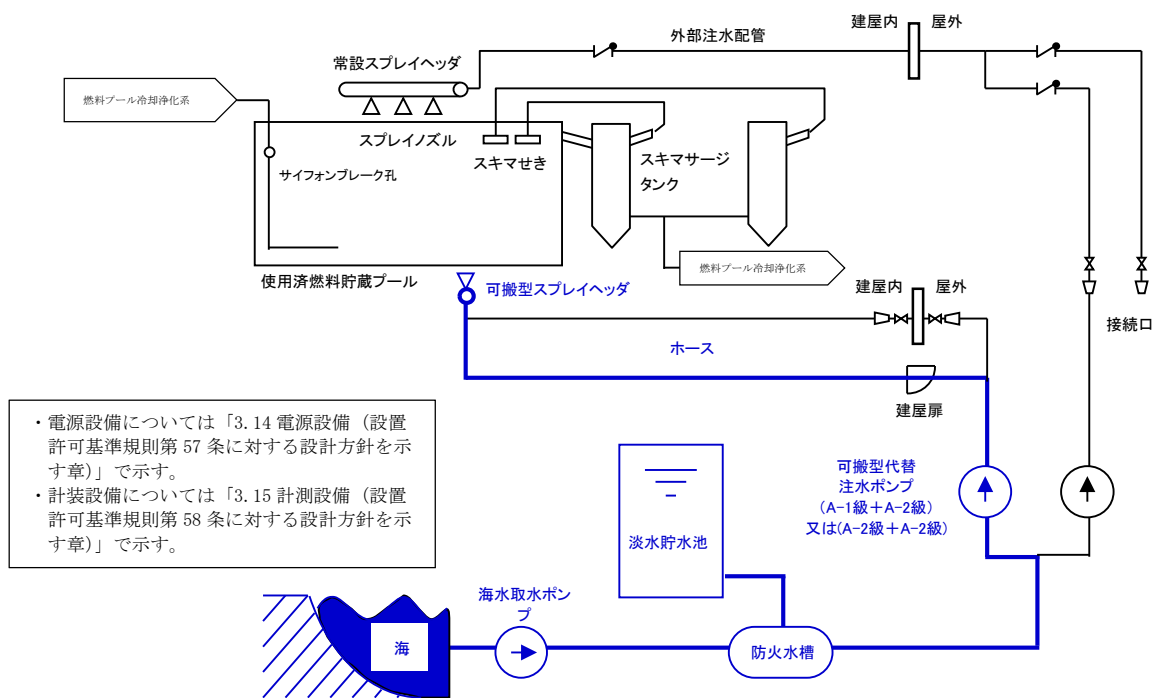 建屋内
屋外
外部注水配管
常設スプレイヘッダ
燃料プール冷却浄化系
スプレイノズル
スキマせき
スキマサージ
タンク
サイフォンブレーク孔
燃料プール冷却浄化系
使用済燃料貯蔵プール
可搬型スプレイヘッダ
建屋内
屋外
接続口
ホース
建屋扉
・電源設備については「3.14 電源設備（設置
許可基準規則第 57 条に対する設計方針を示
す章）」で示す。
・計装設備については「3.15 計測設備（設置
許可基準規則第 58 条に対する設計方針を示
す章）」で示す。
可搬型代替
注水ポンプ
(A-1級＋A-2級)
又は(A-2級＋A-2級)
淡水貯水池
海水取水ポン
プ
海
防火水槽